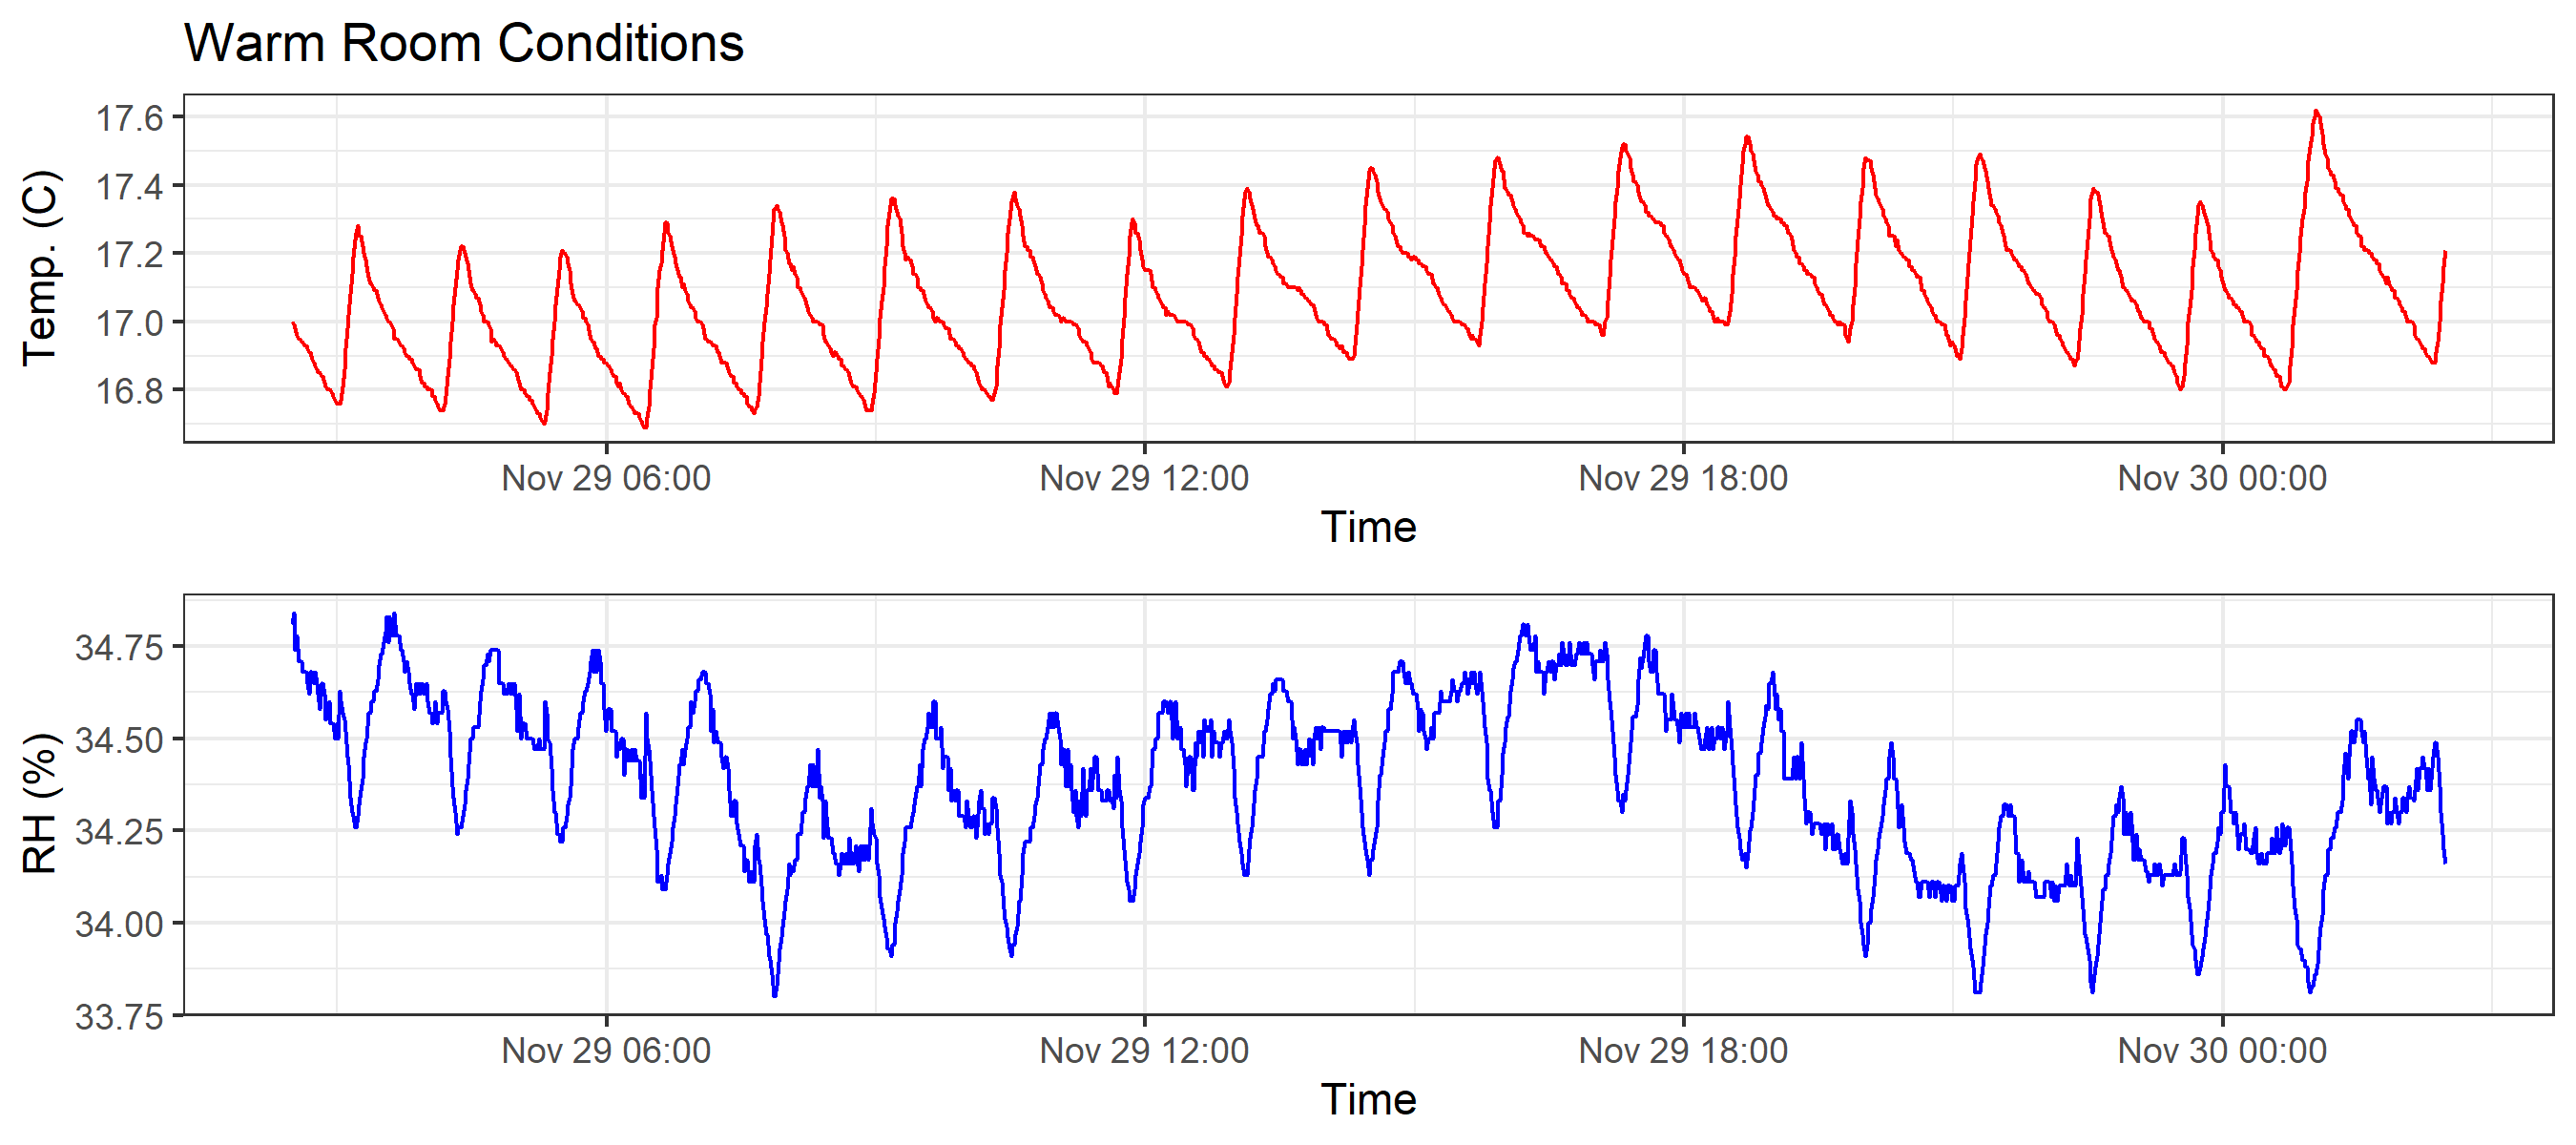 Warm Room Conditions
Temp. (C)
17.6
17.4
17.2
17.0
16.8
Nov 29 06:00 Nov 29 12:00 Nov 29 18:00 Nov 30 00:00
Time
RH (%)
34.75
34.50
34.25
34.00
33.75
Nov 29 06:00 Nov 29 12:00 Nov 29 18:00 Nov 30 00:00
Time